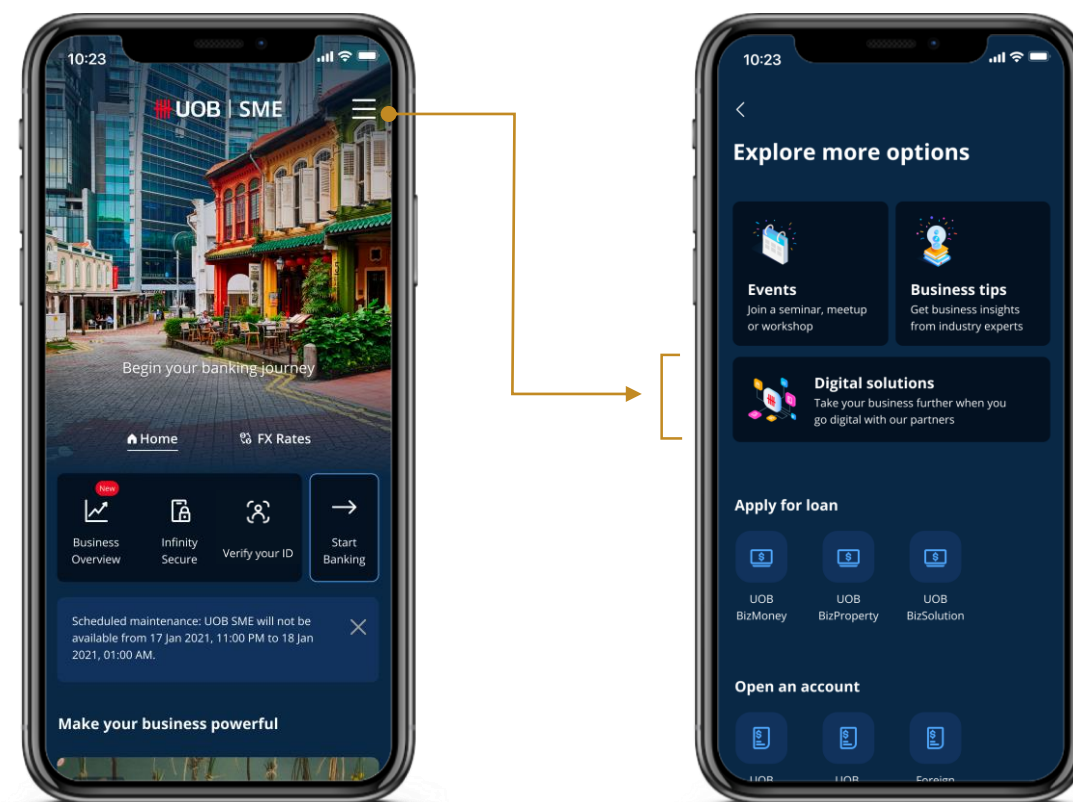 10:23
UOB | SME
Begin your banking journey
Home
FX Rates
New
Business
Overview
Infinity
Secure
Verify your ID
Start
Banking
Scheduled maintenance: UOB SME will not be
available from 17 Jan 2021, 11:00 PM to 18 Jan
2021, 01:00 AM.
Make your business powerful
10:23
Explore more options
Events
Join a seminar, meetup
or workshop
Business tips
Get business insights
from industry experts
Digital solutions
Take your business further when you
go digital with our partners
Apply for loan
UOB
BizMoney
UOB
BizProperty
UOB
BizSolution
Open an account
UOB
UOB
Foreign